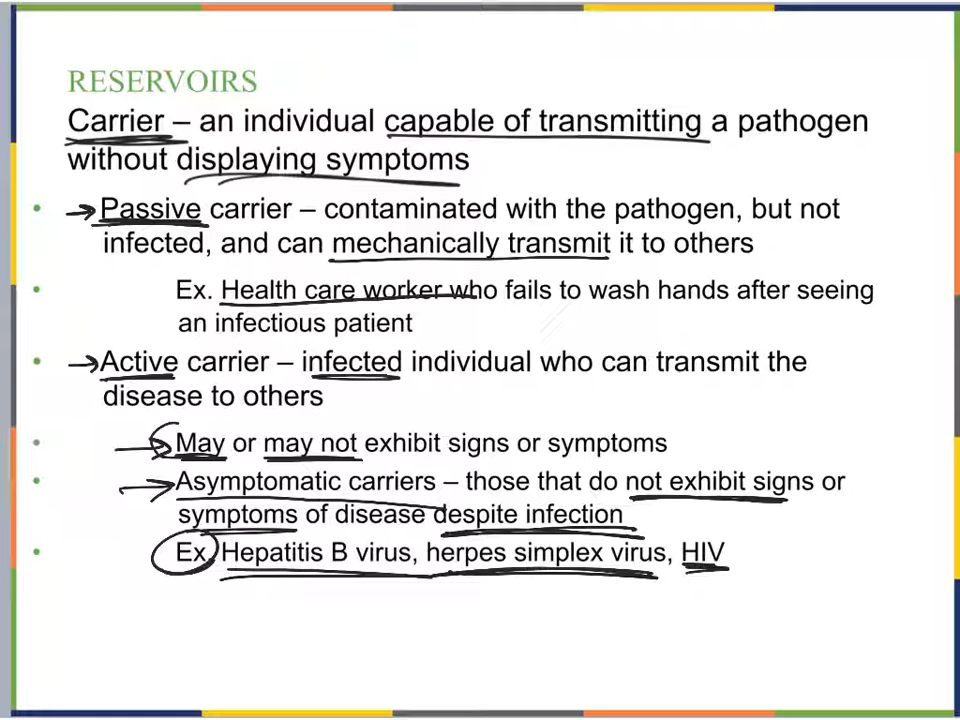 RESERVOIRS
Carrier – an individual capable of transmitting a pathogen
without displaying symptoms
• Passive carrier – contaminated with the pathogen, but not
infected, and can mechanically transmit it to others
• Ex. Health care worker who fails to wash hands after seeing
an infectious patient
• Active carrier – infected individual who can transmit the
disease to others
• May or may not exhibit signs or symptoms
• Asymptomatic carriers – those that do not exhibit signs or
symptoms of disease despite infection
• Ex. Hepatitis B virus, herpes simplex virus, HIV